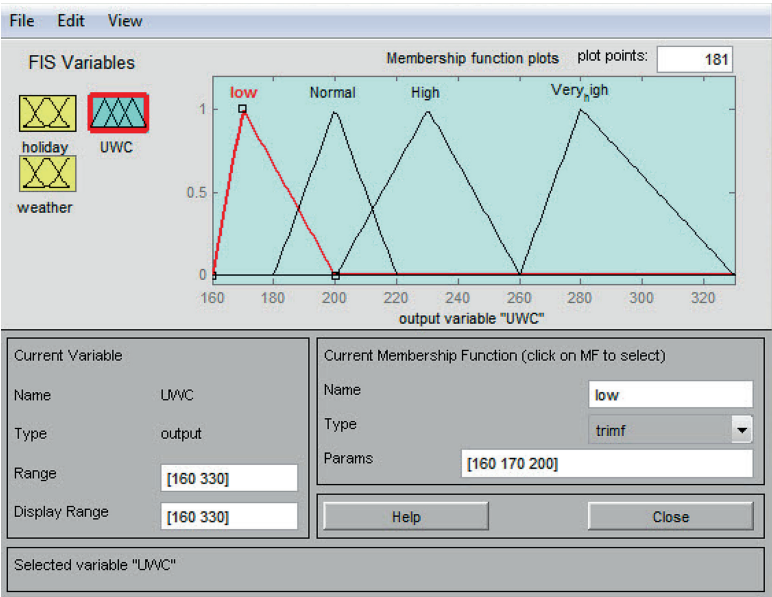 File Edit View
FIS Variables
Membership function plots plot points: 181
holiday UWC
weather
low Normal High Very_high
1
0.5
0
160 180 200 220 240 260 280 300 320
output variable "UWC"
Current Variable
Name UWC
Type output
Range [160 330]
Display Range [160 330]
Current Membership Function (click on MF to select)
Name low
Type trimf
Params [160 170 200]
Help Close
Selected variable "UWC"